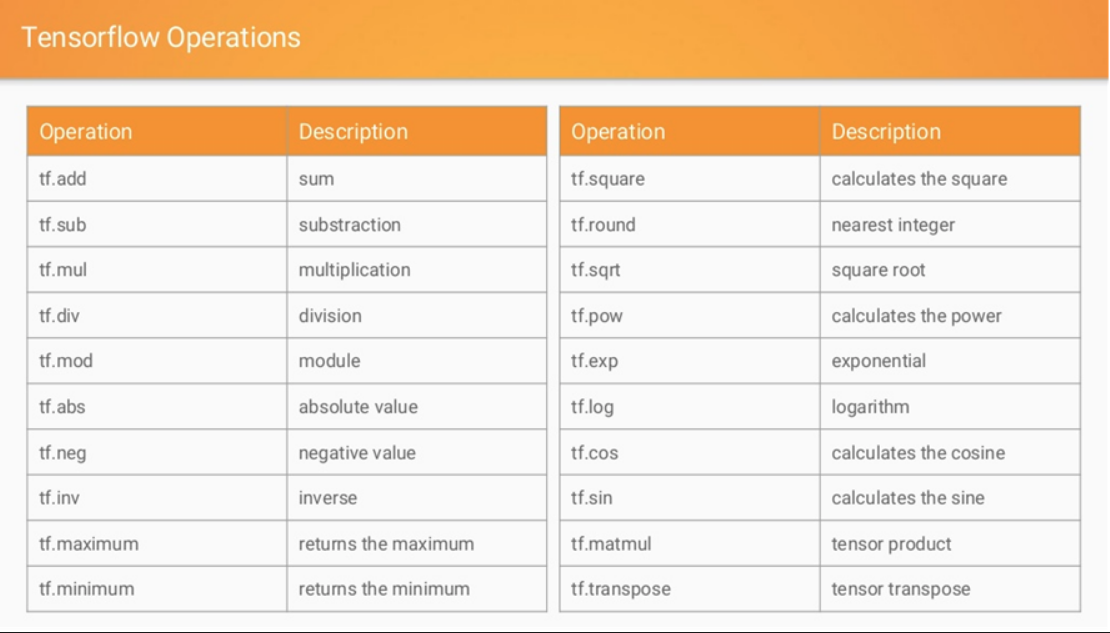 Tensorflow Operations
Operation Description
tf.add sum
tf.sub substraction
tf.mul multiplication
tf.div division
tf.mod module
tf.abs absolute value
tf.neg negative value
tf.inv inverse
tf.maximum returns the maximum
tf.minimum returns the minimum
Operation Description
tf.square calculates the square
tf.round nearest integer
tf.sqrt square root
tf.pow calculates the power
tf.exp exponential
tf.log logarithm
tf.cos calculates the cosine
tf.sin calculates the sine
tf.matmul tensor product
tf.transpose tensor transpose